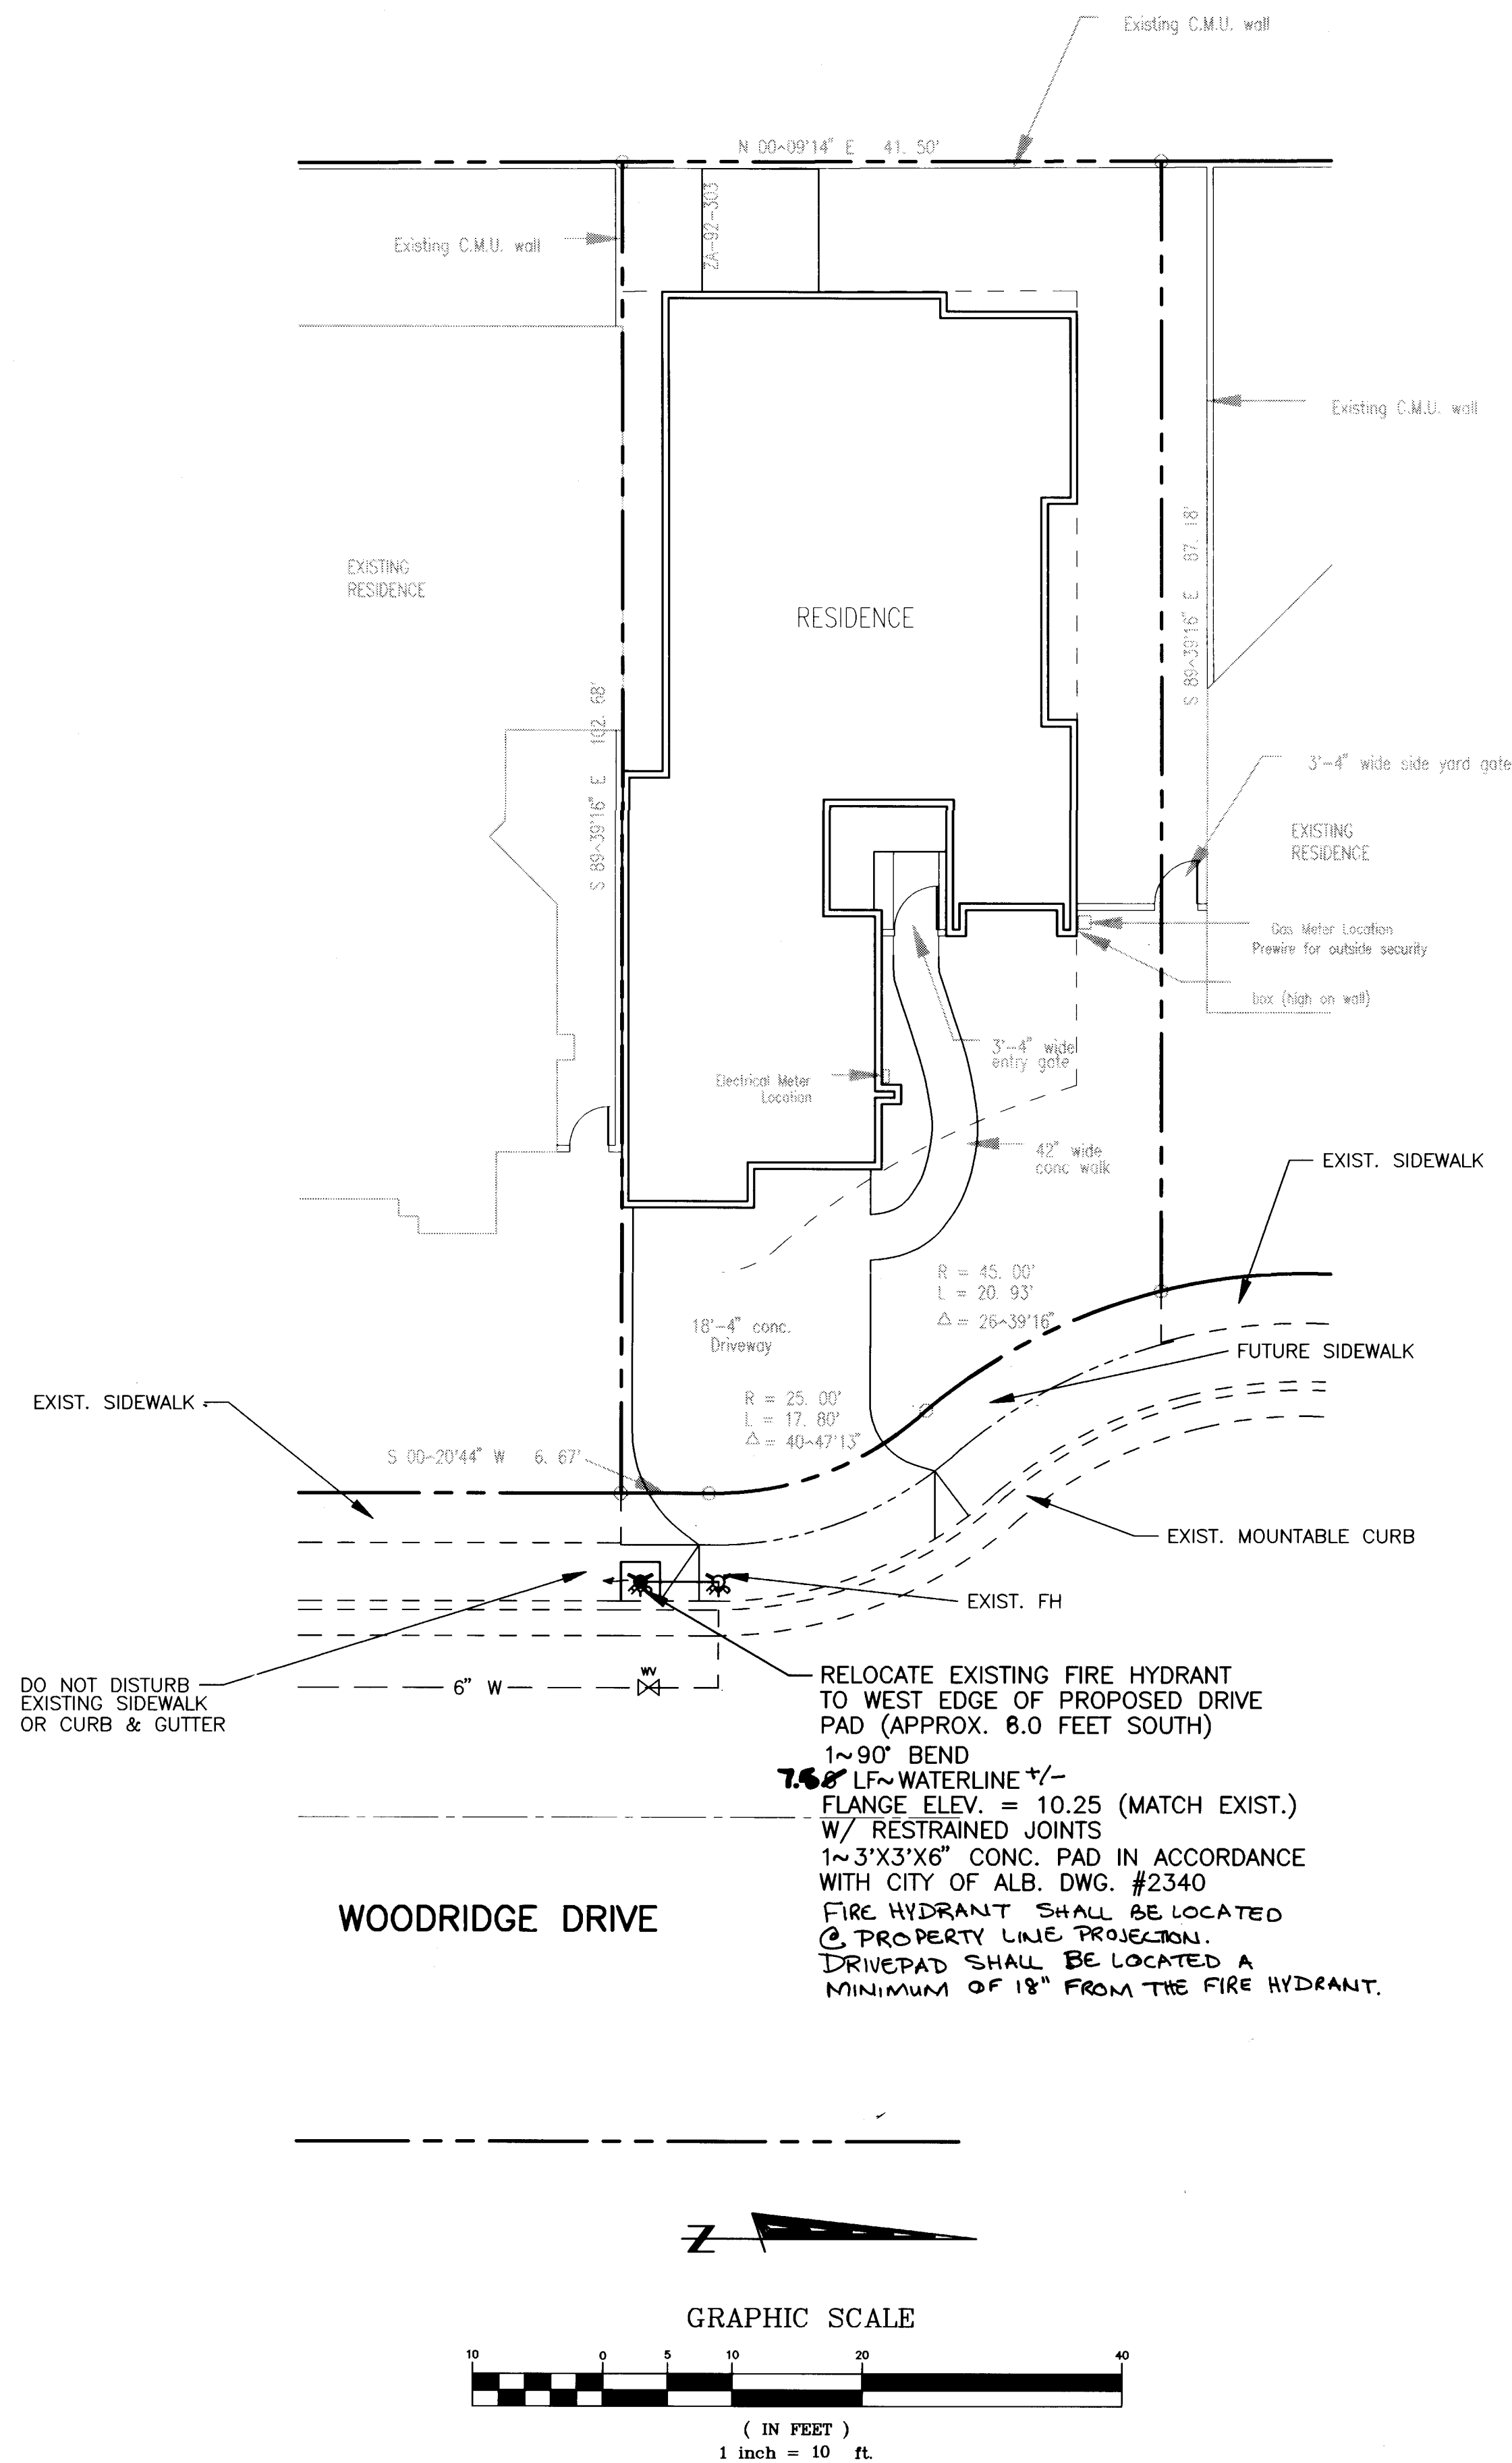 Existing C.M.U. wall
N 00~09'14" E 41. 50'
ZA-92-303
Existing C.M.U. wall
Existing C.M.U. wall
S 89~39'16" E 87. 18'
EXISTING
RESIDENCE
RESIDENCE
S 89~39'16" E 102. 68'
3'-4" wide side yard gate
EXISTING
RESIDENCE
Gas Meter Location
Prewire for outside security
box (high on wall)
3'-4" wide
entry gate
Electrical Meter
Location
42" wide
conc walk
EXIST. SIDEWALK
R = 45. 00'
L = 20. 93'
Δ = 26~39'16"
18'-4" conc.
Driveway
FUTURE SIDEWALK
EXIST. SIDEWALK
R = 25. 00'
L = 17. 80'
Δ = 40~47'13"
S 00~20'44" W 6. 67'
EXIST. MOUNTABLE CURB
EXIST. FH
DO NOT DISTURB
EXISTING SIDEWALK
OR CURB & GUTTER
6" W
WV
RELOCATE EXISTING FIRE HYDRANT
TO WEST EDGE OF PROPOSED DRIVE
PAD (APPROX. 6.0 FEET SOUTH)
1~90° BEND
LF~WATERLINE +/-
FLANGE ELEV. = 10.25 (MATCH EXIST.)
W/ RESTRAINED JOINTS
1~3'X3'X6" CONC. PAD IN ACCORDANCE
WITH CITY OF ALB. DWG. #2340
FIRE HYDRANT SHALL BE LOCATED
@ PROPERTY LINE PROJECTION.
DRIVEPAD SHALL BE LOCATED A
MINIMUM OF 18" FROM THE FIRE HYDRANT.
WOODRIDGE DRIVE
N
GRAPHIC SCALE
10 0 5 10 20 40
( IN FEET )
1 inch = 10 ft.